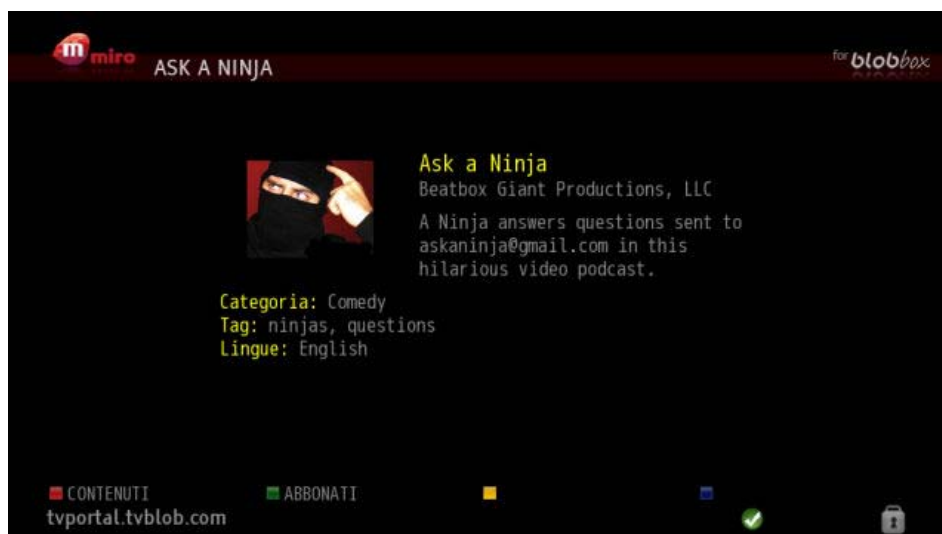 m miro
ASK A NINJA
for blobbox
Ask a Ninja
Beatbox Giant Productions, LLC
A Ninja answers questions sent to
askaninja@gmail.com in this
hilarious video podcast.
Categoria: Comedy
Tag: ninjas, questions
Lingue: English
CONTENUTI
ABBONATI
tvportal.tvblob.com